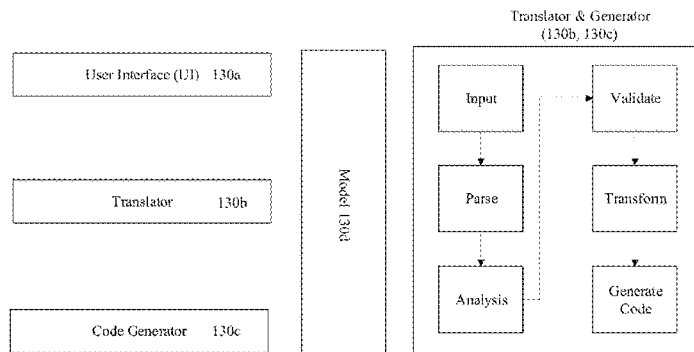 Translator & Generator
(130b, 130c)
User Interface (UI) 130a
Translator 130b
Code Generator 130c
Model 130d
Input
Parse
Analysis
Validate
Transform
Generate
Code